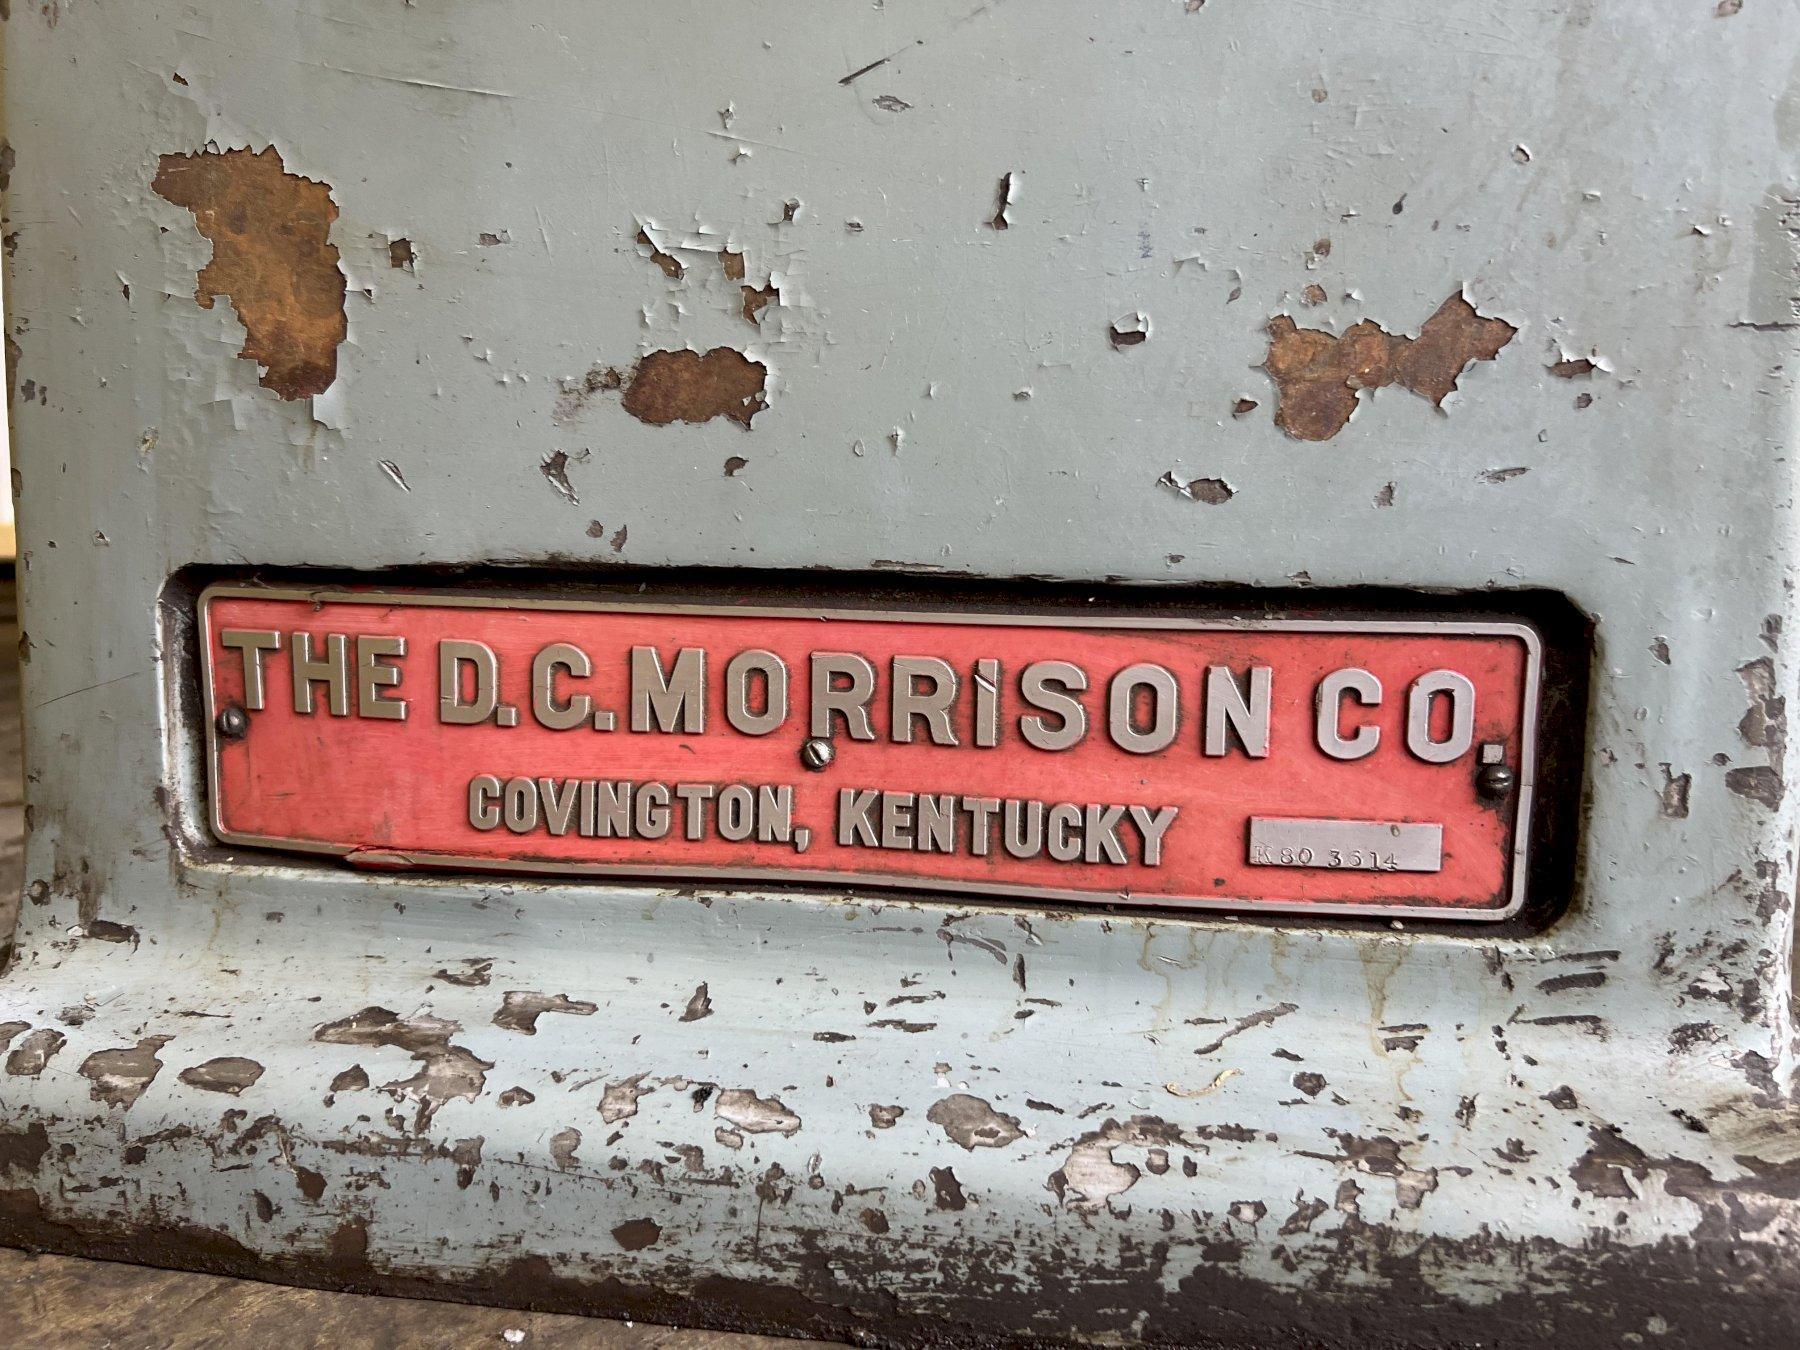 THE D.C. MORRISON CO.
COVINGTON, KENTUCKY
K80 3614